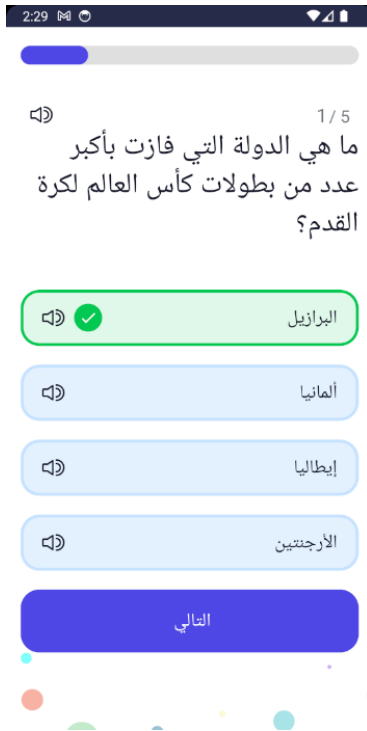 2:29
1 / 5
ما هي الدولة التي فازت بأكبر
عدد من بطولات كأس العالم لكرة
القدم؟
البرازيل
ألمانيا
إيطاليا
الأرجنتين
التالي